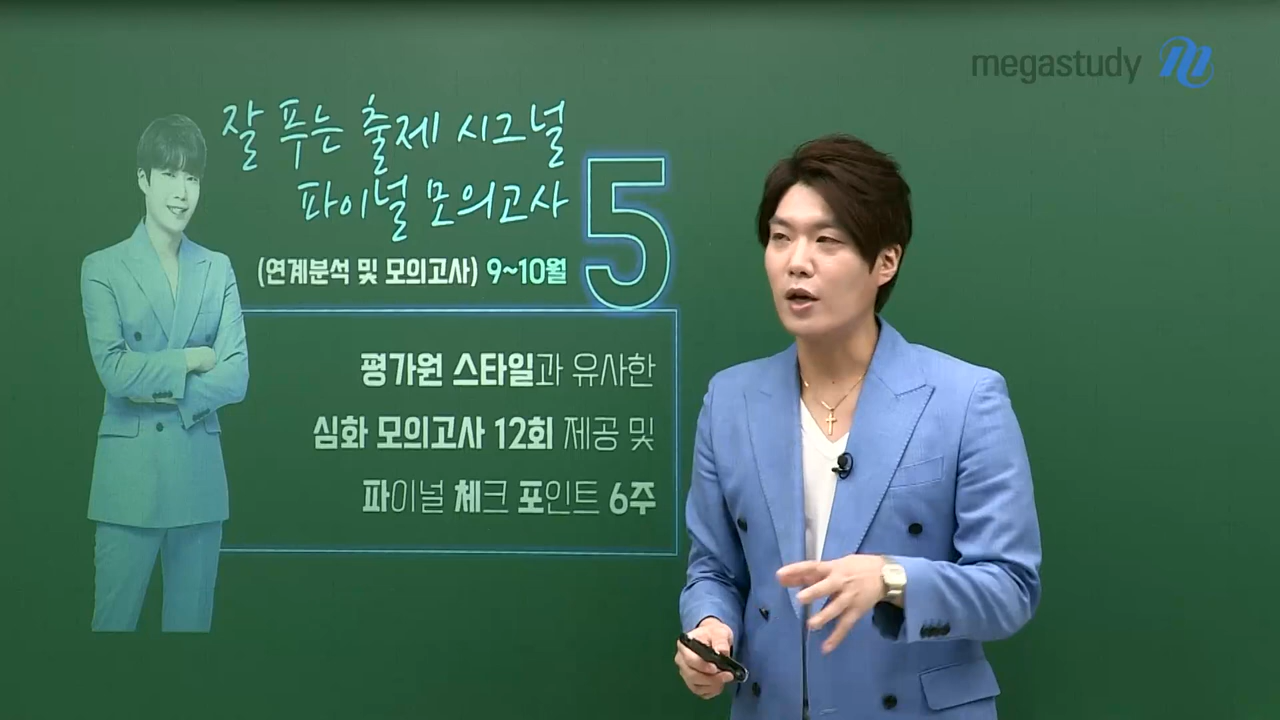 megastudy
잘 푸는 출제 시그널
파이널 모의고사
5
(연계분석 및 모의고사) 9~10월
평가원 스타일과 유사한
심화 모의고사 12회 제공 및
파이널 체크 포인트 6주